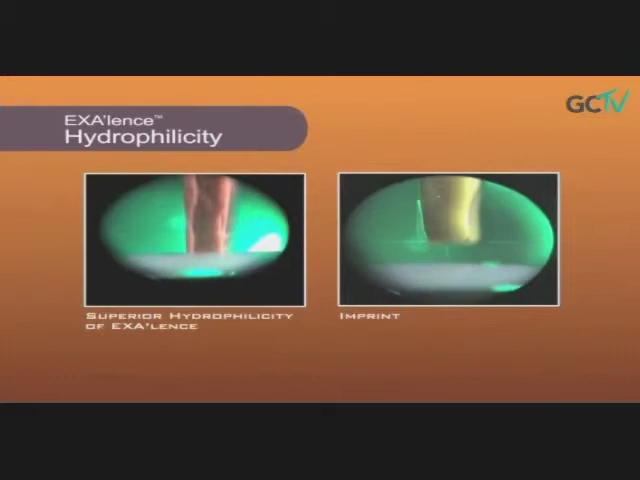 GCTV
EXA'lence™
Hydrophilicity
Superior Hydrophilicity
of EXA'lence
Imprint